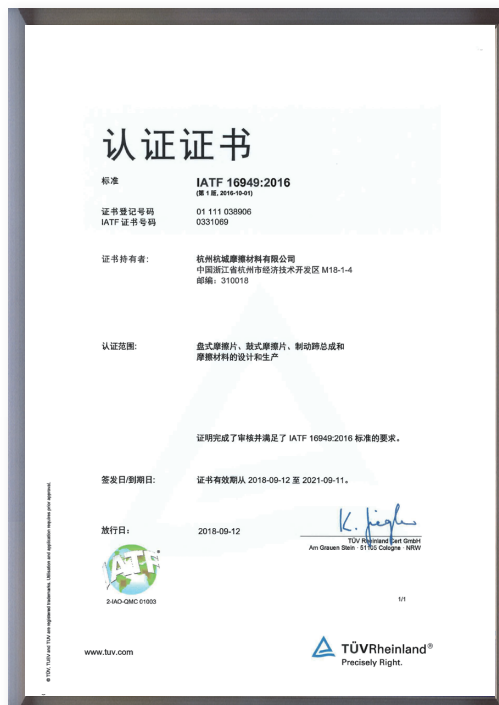 认证证书
标准
IATF 16949:2016
(第 1 版, 2016-10-01)
证书登记号码
01 111 038906
IATF 证书号码
0331069
证书持有者:
杭州杭城摩擦材料有限公司
中国浙江省杭州市经济技术开发区 M18-1-4
邮编: 310018
认证范围:
盘式摩擦片、鼓式摩擦片、制动蹄总成和
摩擦材料的设计和生产
证明完成了审核并满足了 IATF 16949:2016 标准的要求。
签发日/到期日:
证书有效期从 2018-09-12 至 2021-09-11。
放行日:
2018-09-12
TÜV Rheinland Cert GmbH
Am Grauen Stein · 51105 Cologne · NRW
IATF
2-IAO-QMC 01003
1/1
www.tuv.com
TÜVRheinland®
Precisely Right.
® TÜV, TUEV and TUV are registered trademarks. Utilisation and application requires prior approval.